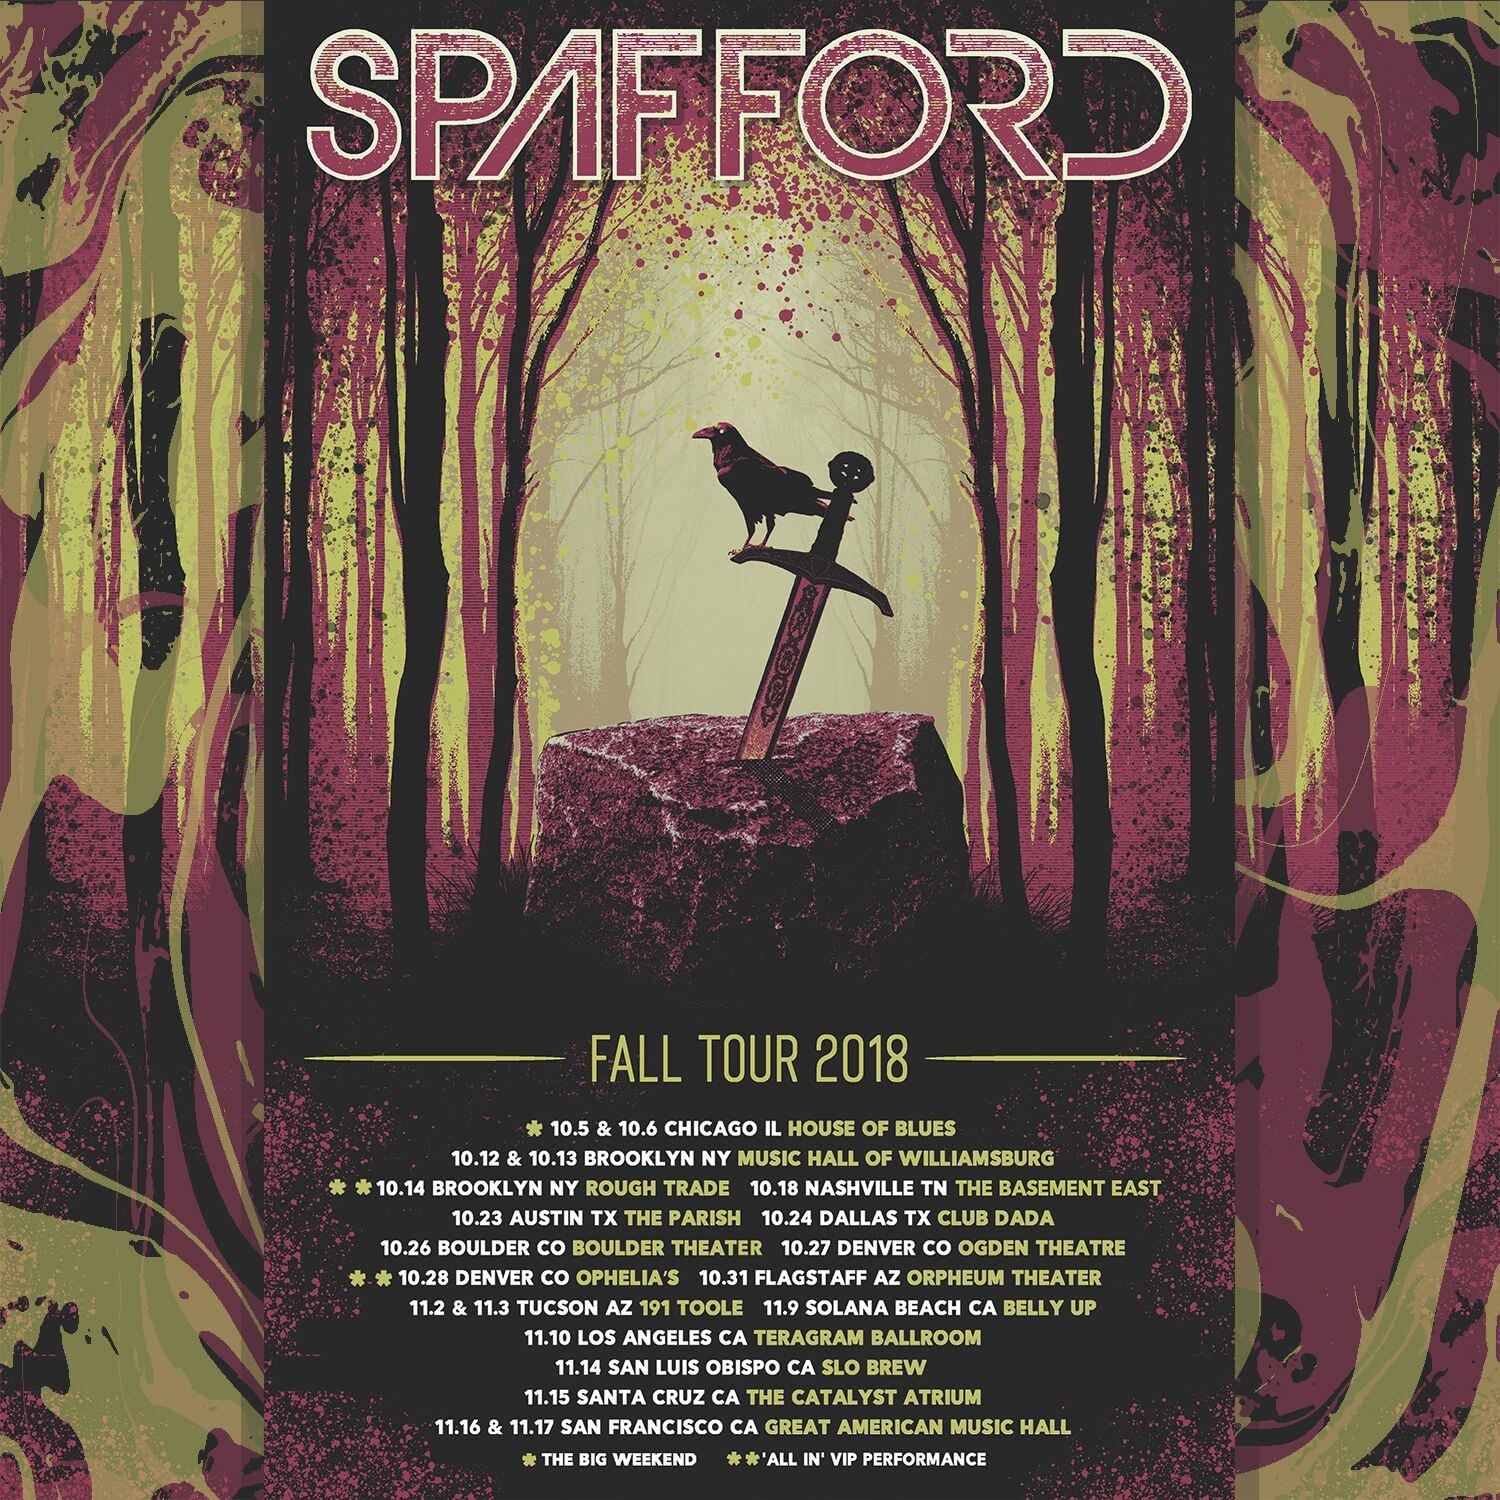 SPAFFORD
FALL TOUR 2018
* 10.5 & 10.6 CHICAGO IL HOUSE OF BLUES
10.12 & 10.13 BROOKLYN NY MUSIC HALL OF WILLIAMSBURG
* * 10.14 BROOKLYN NY ROUGH TRADE 10.18 NASHVILLE TN THE BASEMENT EAST
10.23 AUSTIN TX THE PARISH 10.24 DALLAS TX CLUB DADA
10.26 BOULDER CO BOULDER THEATER 10.27 DENVER CO OGDEN THEATRE
* * 10.28 DENVER CO OPHELIA'S 10.31 FLAGSTAFF AZ ORPHEUM THEATER
11.2 & 11.3 TUCSON AZ 191 TOOLE 11.9 SOLANA BEACH CA BELLY UP
11.10 LOS ANGELES CA TERAGRAM BALLROOM
11.14 SAN LUIS OBISPO CA SLO BREW
11.15 SANTA CRUZ CA THE CATALYST ATRIUM
11.16 & 11.17 SAN FRANCISCO CA GREAT AMERICAN MUSIC HALL
* THE BIG WEEKEND * * 'ALL IN' VIP PERFORMANCE